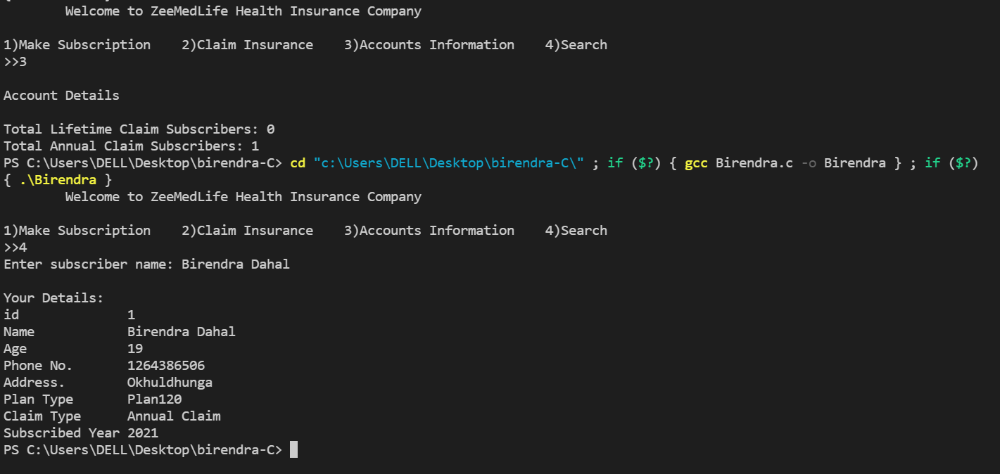 Welcome to ZeeMedLife Health Insurance Company
1)Make Subscription    2)Claim Insurance    3)Accounts Information    4)Search
>>3
Account Details
Total Lifetime Claim Subscribers: 0
Total Annual Claim Subscribers: 1
PS C:\Users\DELL\Desktop\birendra-C> cd "c:\Users\DELL\Desktop\birendra-C\" ; if ($?) { gcc Birendra.c -o Birendra } ; if ($?)
{ .\Birendra }
Welcome to ZeeMedLife Health Insurance Company
1)Make Subscription    2)Claim Insurance    3)Accounts Information    4)Search
>>4
Enter subscriber name: Birendra Dahal
Your Details:
id              1
Name            Birendra Dahal
Age             19
Phone No.       1264386506
Address.        Okhuldhunga
Plan Type       Plan120
Claim Type      Annual Claim
Subscribed Year 2021
PS C:\Users\DELL\Desktop\birendra-C>